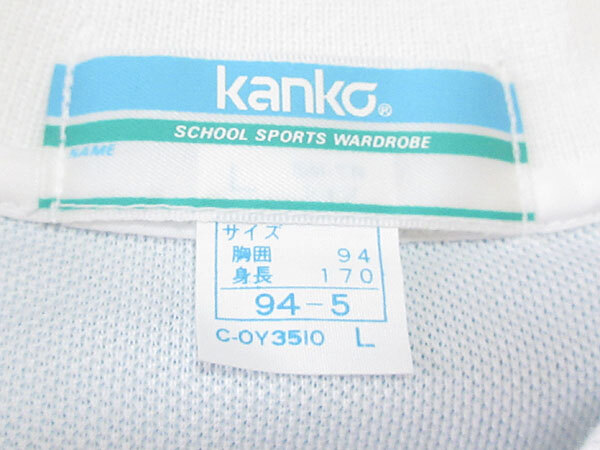 kanko®
SCHOOL SPORTS WARDROBE
NAME
サイズ
胸囲 94
身長 170
94-5
C-OY3510 L